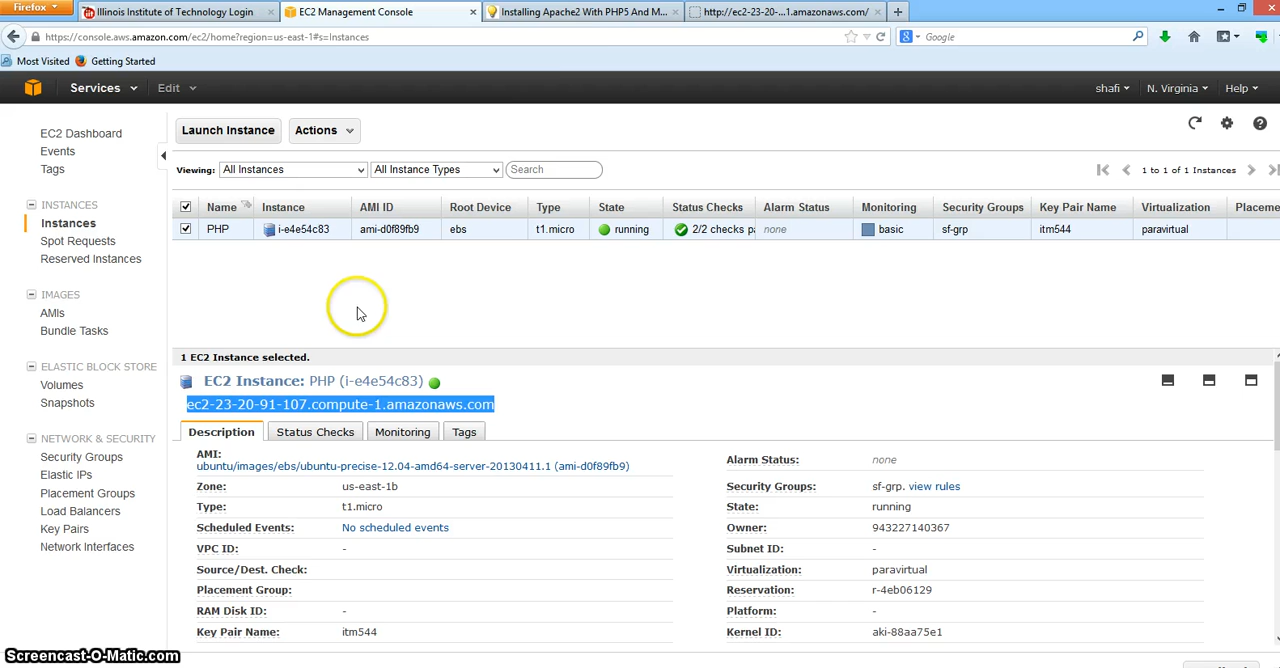 Firefox
Illinois Institute of Technology Login
EC2 Management Console
Installing Apache2 With PHP5 And M...
http://ec2-23-20-...1.amazonaws.com/
https://console.aws.amazon.com/ec2/home?region=us-east-1#s=Instances
Google
Most Visited
Getting Started
Services
Edit
shafi
N. Virginia
Help
EC2 Dashboard
Events
Tags
INSTANCES
Instances
Spot Requests
Reserved Instances
IMAGES
AMIs
Bundle Tasks
ELASTIC BLOCK STORE
Volumes
Snapshots
NETWORK & SECURITY
Security Groups
Elastic IPs
Placement Groups
Load Balancers
Key Pairs
Network Interfaces
Launch Instance
Actions
Viewing: All Instances All Instance Types Search
1 to 1 of 1 Instances
Name Instance AMI ID Root Device Type State Status Checks Alarm Status Monitoring Security Groups Key Pair Name Virtualization Placeme
PHP i-e4e54c83 ami-d0f89fb9 ebs t1.micro running 2/2 checks pa none basic sf-grp itm544 paravirtual
1 EC2 Instance selected.
EC2 Instance: PHP (i-e4e54c83)
ec2-23-20-91-107.compute-1.amazonaws.com
Description Status Checks Monitoring Tags
AMI:
ubuntu/images/ebs/ubuntu-precise-12.04-amd64-server-20130411.1 (ami-d0f89fb9)
Zone: us-east-1b
Type: t1.micro
Scheduled Events: No scheduled events
VPC ID: -
Source/Dest. Check:
Placement Group:
RAM Disk ID: -
Key Pair Name: itm544
Alarm Status: none
Security Groups: sf-grp. view rules
State: running
Owner: 943227140367
Subnet ID: -
Virtualization: paravirtual
Reservation: r-4eb06129
Platform: -
Kernel ID: aki-88aa75e1
Screencast-O-Matic.com